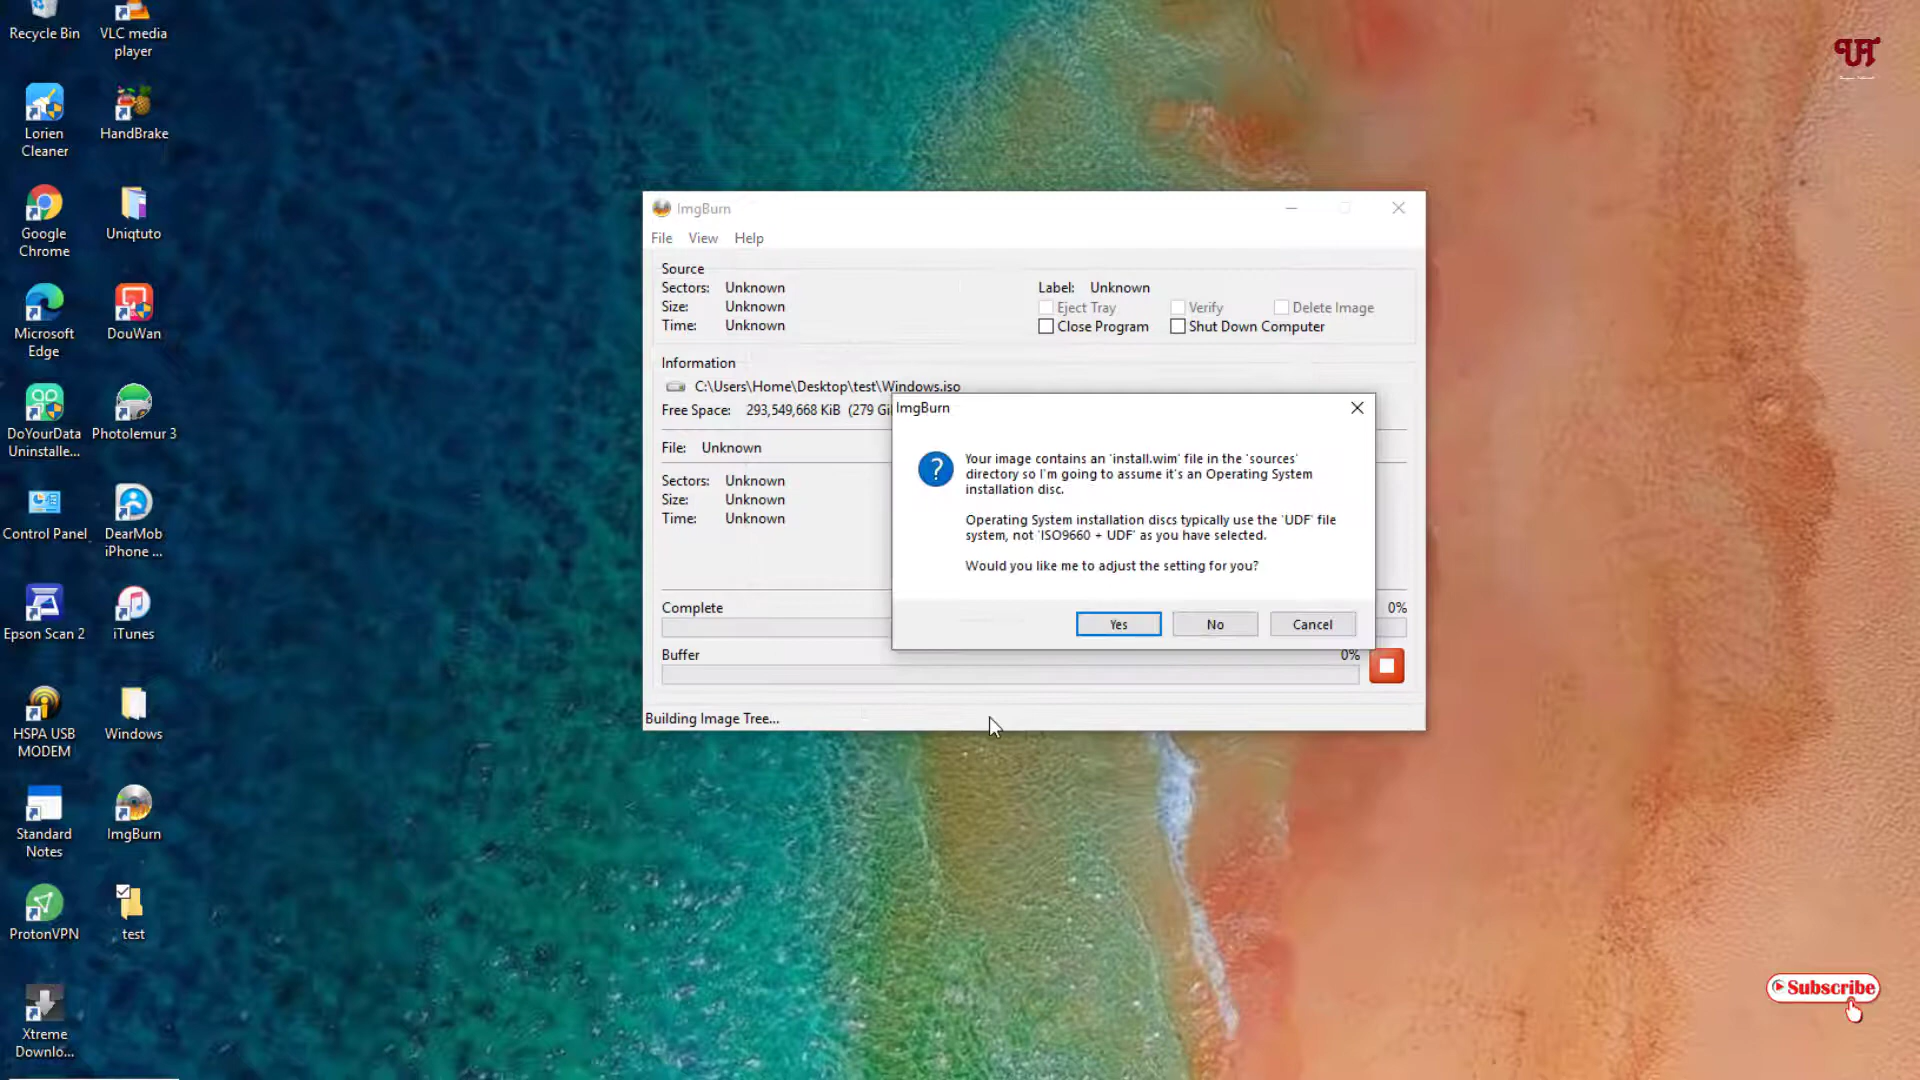 Recycle Bin
VLC media
player
Lorien
Cleaner
HandBrake
Google
Chrome
Uniqtuto
Microsoft
Edge
DouWan
DoYourData
Uninstalle...
Photolemur 3
Control Panel
DearMob
iPhone ...
Epson Scan 2
iTunes
HSPA USB
MODEM
Windows
Standard
Notes
ImgBurn
ProtonVPN
test
Xtreme
Downlo...
ImgBurn
File View Help
Source
Sectors: Unknown
Size: Unknown
Time: Unknown
Label: Unknown
Eject Tray Verify Delete Image
Close Program Shut Down Computer
Information
C:\Users\Home\Desktop\test\Windows.iso
Free Space: 293,549,668 KiB (279 Gi
File: Unknown
Sectors: Unknown
Size: Unknown
Time: Unknown
Complete 0%
Buffer 0%
Building Image Tree...
ImgBurn
Your image contains an 'install.wim' file in the 'sources'
directory so I'm going to assume it's an Operating System
installation disc.
Operating System installation discs typically use the 'UDF' file
system, not 'ISO9660 + UDF' as you have selected.
Would you like me to adjust the setting for you?
Yes No Cancel
Subscribe